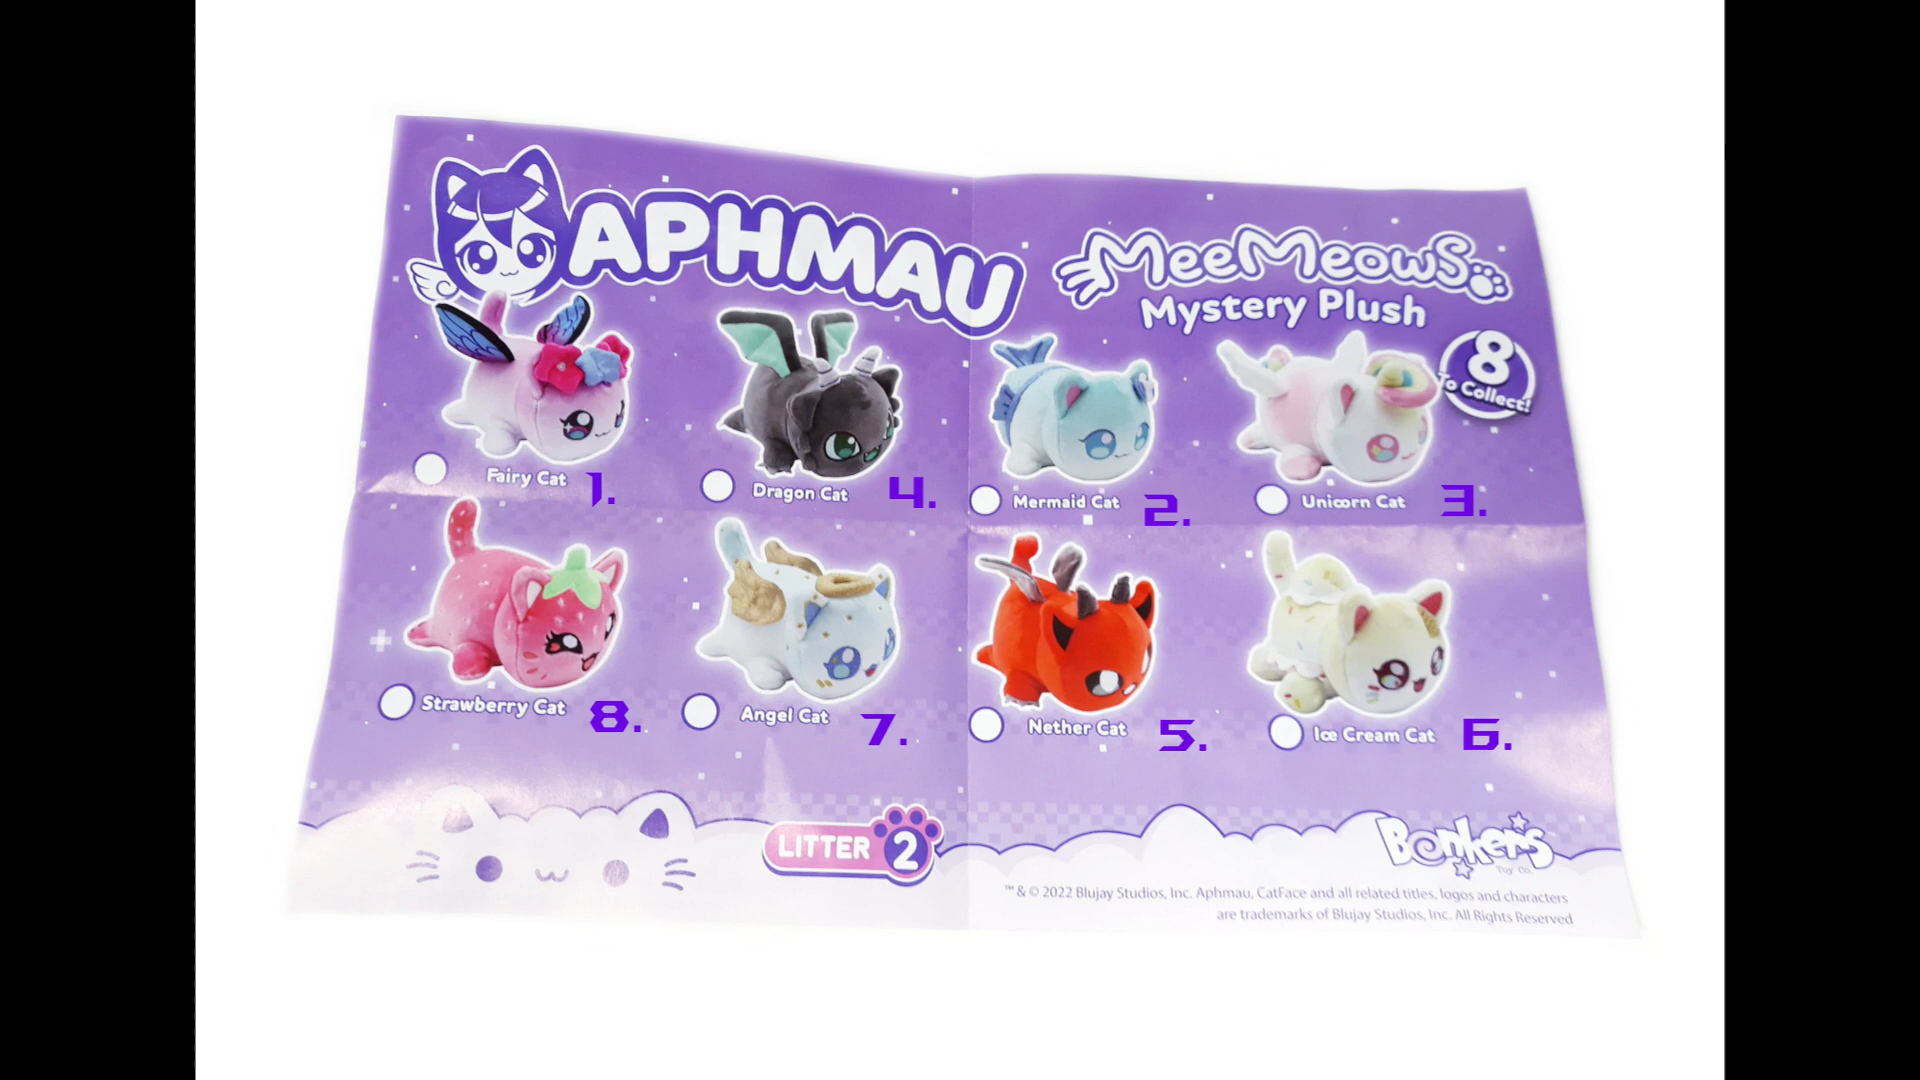 APHMAU
MeeMeows
Mystery Plush
8
To Collect!
Fairy Cat 1.
Dragon Cat 4.
Mermaid Cat 2.
Unicorn Cat 3.
Strawberry Cat 8.
Angel Cat 7.
Nether Cat 5.
Ice Cream Cat 6.
LITTER 2
Bonkers
Toy Co.
™ & © 2022 Blujay Studios, Inc. Aphmau, CatFace and all related titles, logos and characters
are trademarks of Blujay Studios, Inc. All Rights Reserved